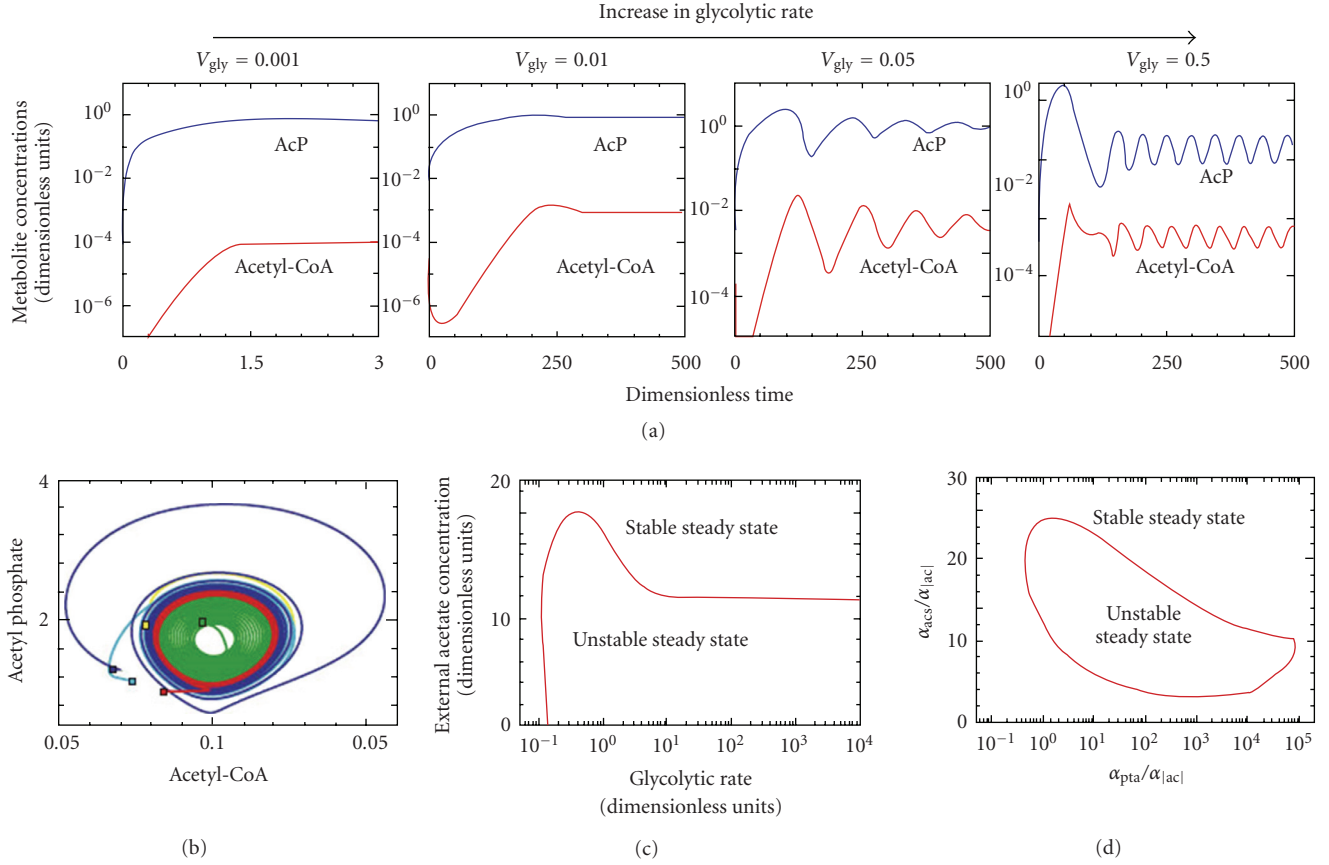 Increase in glycolytic rate
V_gly = 0.001
V_gly = 0.01
V_gly = 0.05
V_gly = 0.5
Metabolite concentrations
(dimensionless units)
10^0
10^−2
10^−4
10^−6
AcP
Acetyl-CoA
0
1.5
3
10^0
10^−2
10^−4
10^−6
AcP
Acetyl-CoA
0
250
500
10^0
10^−2
10^−4
AcP
Acetyl-CoA
0
250
500
10^0
10^−2
10^−4
AcP
Acetyl-CoA
0
250
500
Dimensionless time
(a)
Acetyl phosphate
4
2
0.05
0.1
0.05
Acetyl-CoA
(b)
External acetate concentration
(dimensionless units)
20
10
0
Stable steady state
Unstable steady state
10^−1
10^0
10^1
10^2
10^3
10^4
Glycolytic rate
(dimensionless units)
(c)
α_acs/α_|ac|
30
20
10
0
Stable steady state
Unstable
steady state
10^−1
10^0
10^1
10^2
10^3
10^4
10^5
α_pta/α_|ac|
(d)